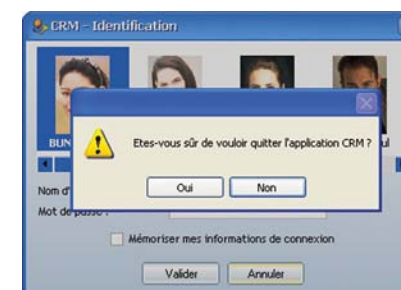 CRM - Identification
BUN
ul
Etes-vous sûr de vouloir quitter l'application CRM ?
Oui Non
Nom d'
Mot de passe :
Mémoriser mes informations de connexion
Valider Annuler